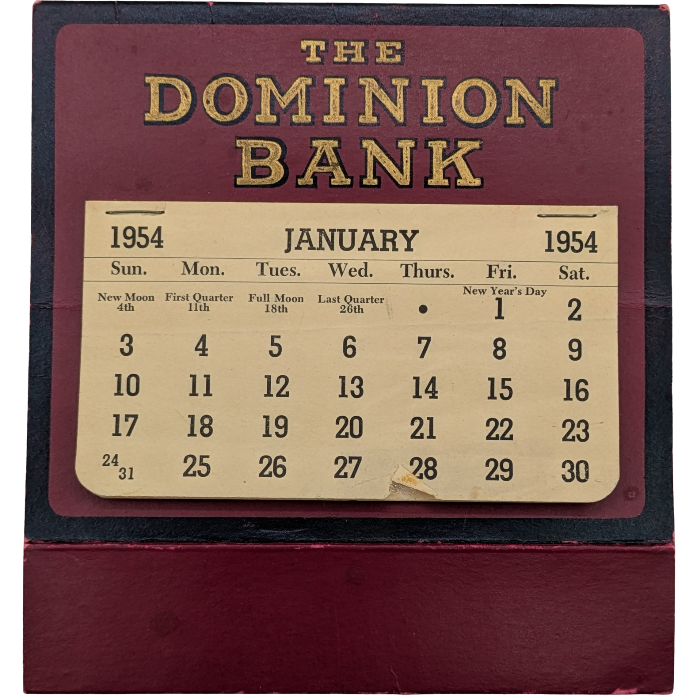 THE
DOMINION
BANK
1954 JANUARY 1954
Sun. Mon. Tues. Wed. Thurs. Fri. Sat.
New Moon 4th First Quarter 11th Full Moon 18th Last Quarter 26th • New Year's Day 1 2
3 4 5 6 7 8 9
10 11 12 13 14 15 16
17 18 19 20 21 22 23
24 31 25 26 27 28 29 30